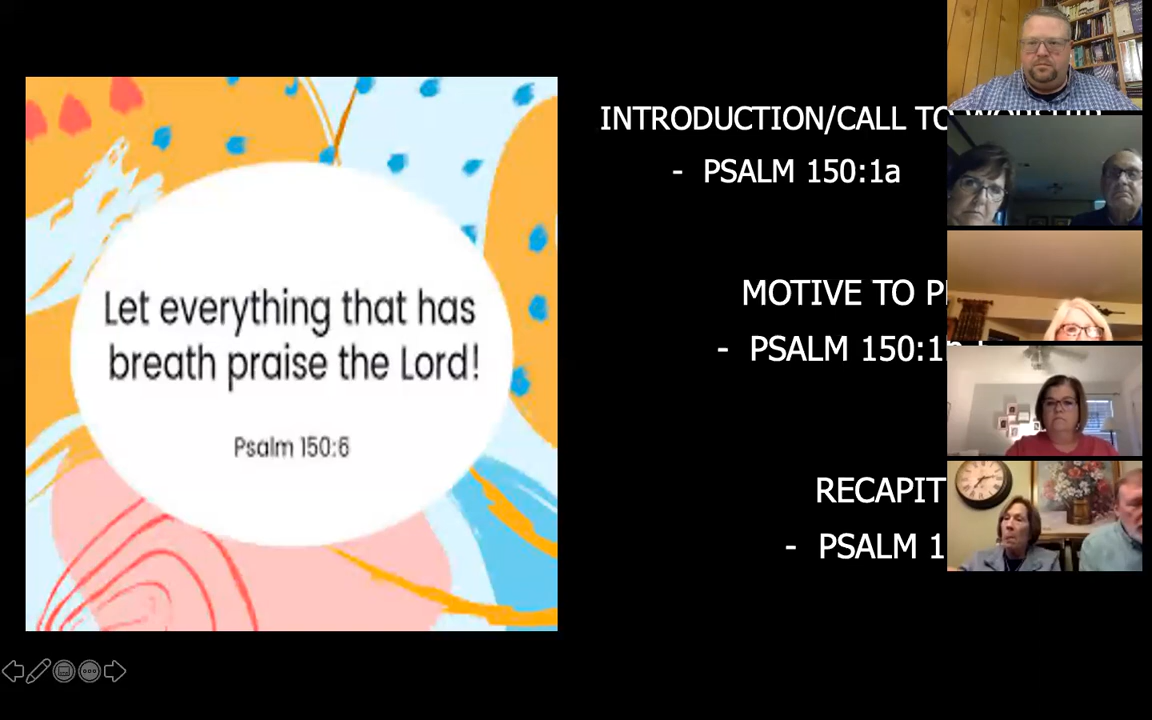 Let everything that has
breath praise the Lord!
Psalm 150:6
INTRODUCTION/CALL TO
- PSALM 150:1a
MOTIVE TO
- PSALM 150:1
RECAPIT
- PSALM 1